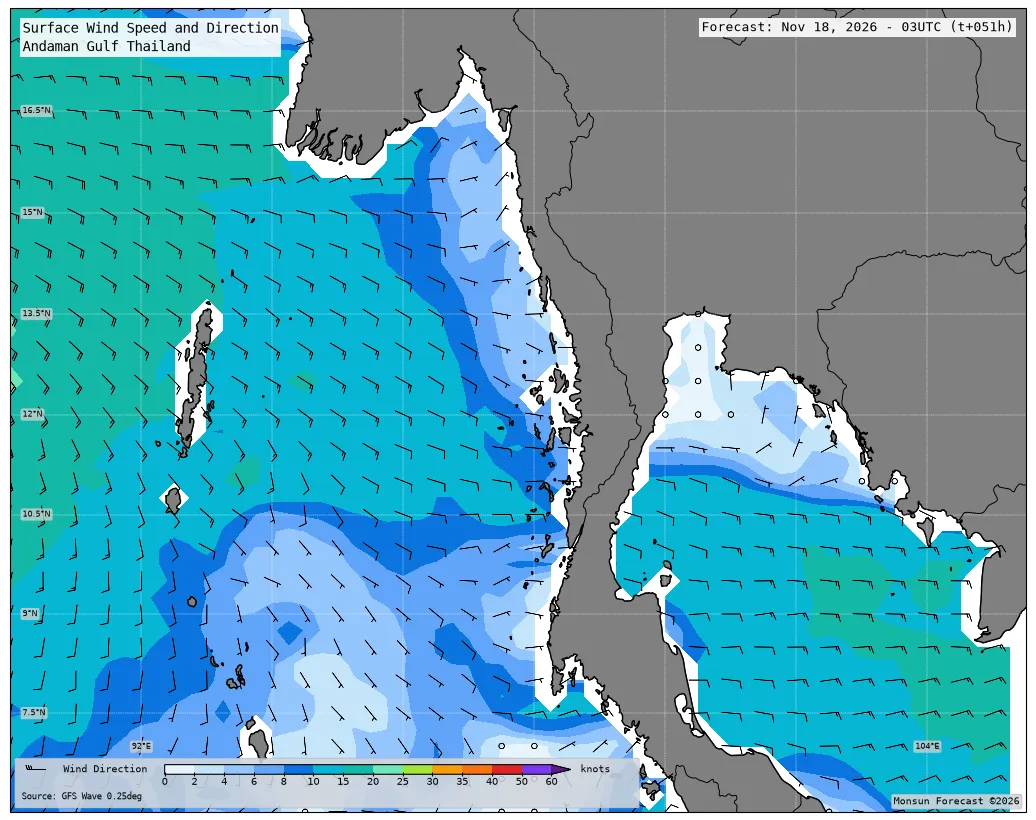 Surface Wind Speed and Direction
Andaman Gulf Thailand
Forecast: Nov 18, 2026 - 03UTC (t+051h)
16.5°N
15°N
13.5°N
12°N
10.5°N
9°N
7.5°N
92°E
104°E
Wind Direction
knots
0 2 4 6 8 10 15 20 25 30 35 40 50 60
Source: GFS Wave 0.25deg
Monsun Forecast ©2026